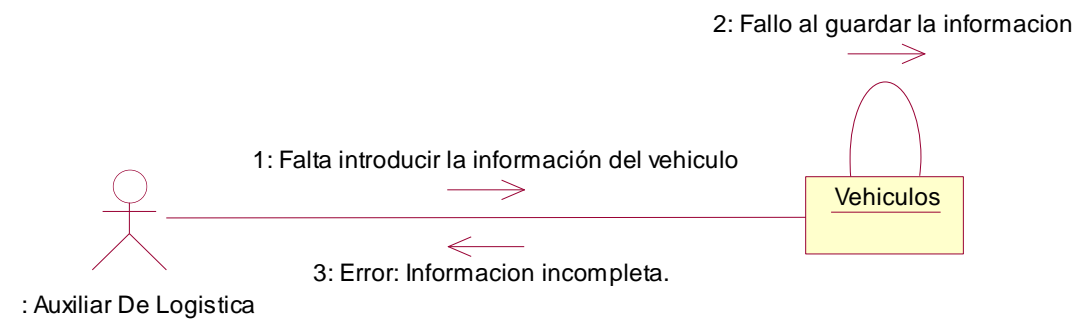 2: Fallo al guardar la informacion
1: Falta introducir la información del vehiculo
Vehiculos
3: Error: Informacion incompleta.
: Auxiliar De Logistica